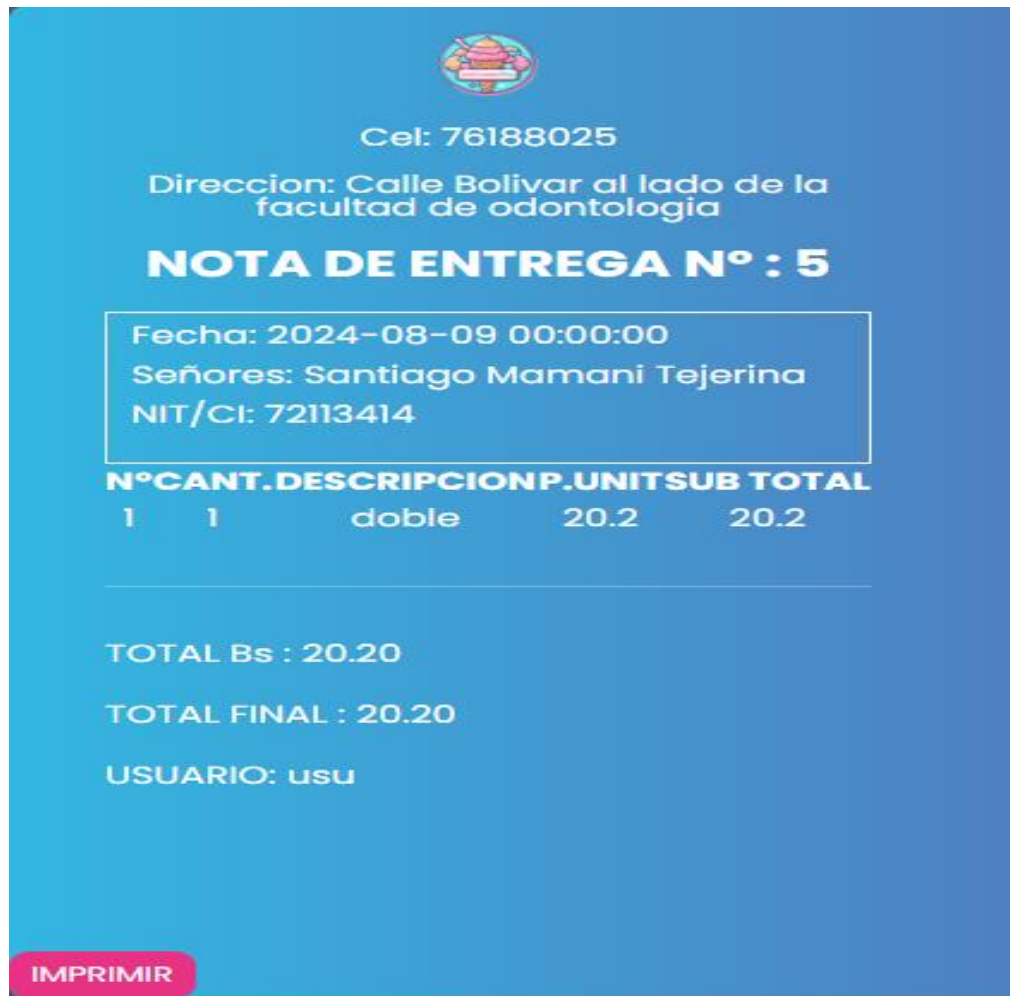 Cel: 76188025
Direccion: Calle Bolivar al lado de la
facultad de odontologia
NOTA DE ENTREGA Nº : 5
Fecha: 2024-08-09 00:00:00
Señores: Santiago Mamani Tejerina
NIT/CI: 72113414
NºCANT.DESCRIPCIONP.UNITSUB TOTAL
1 1 doble 20.2 20.2
TOTAL Bs : 20.20
TOTAL FINAL : 20.20
USUARIO: usu
IMPRIMIR